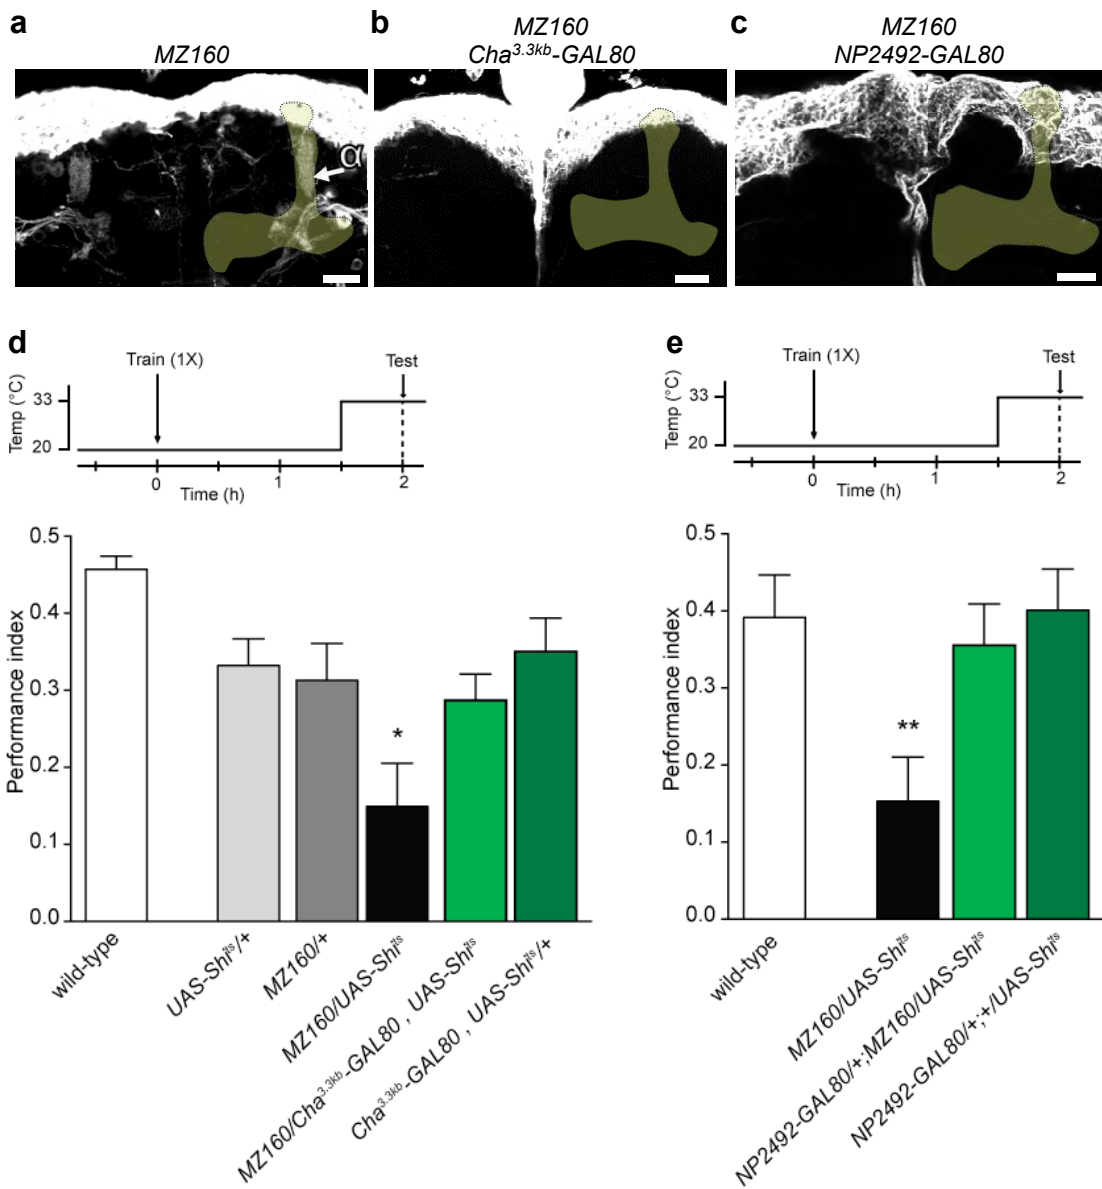 a
MZ160
b
MZ160
Cha3.3kb-GAL80
c
MZ160
NP2492-GAL80
α
d
Train (1X)
Test
Temp (°C)
33
20
0
1
2
Time (h)
Performance index
0.5
0.4
0.3
0.2
0.1
0.0
*
wild-type
UAS-Shits/+
MZ160/+
MZ160/UAS-Shits
MZ160/Cha3.3kb-GAL80 , UAS-Shits
Cha3.3kb-GAL80 , UAS-Shits/+
e
Train (1X)
Test
Temp (°C)
33
20
0
1
2
Time (h)
Performance index
0.5
0.4
0.3
0.2
0.1
0.0
**
wild-type
MZ160/UAS-Shits
NP2492-GAL80/+;MZ160/UAS-Shits
NP2492-GAL80/+;+/UAS-Shits